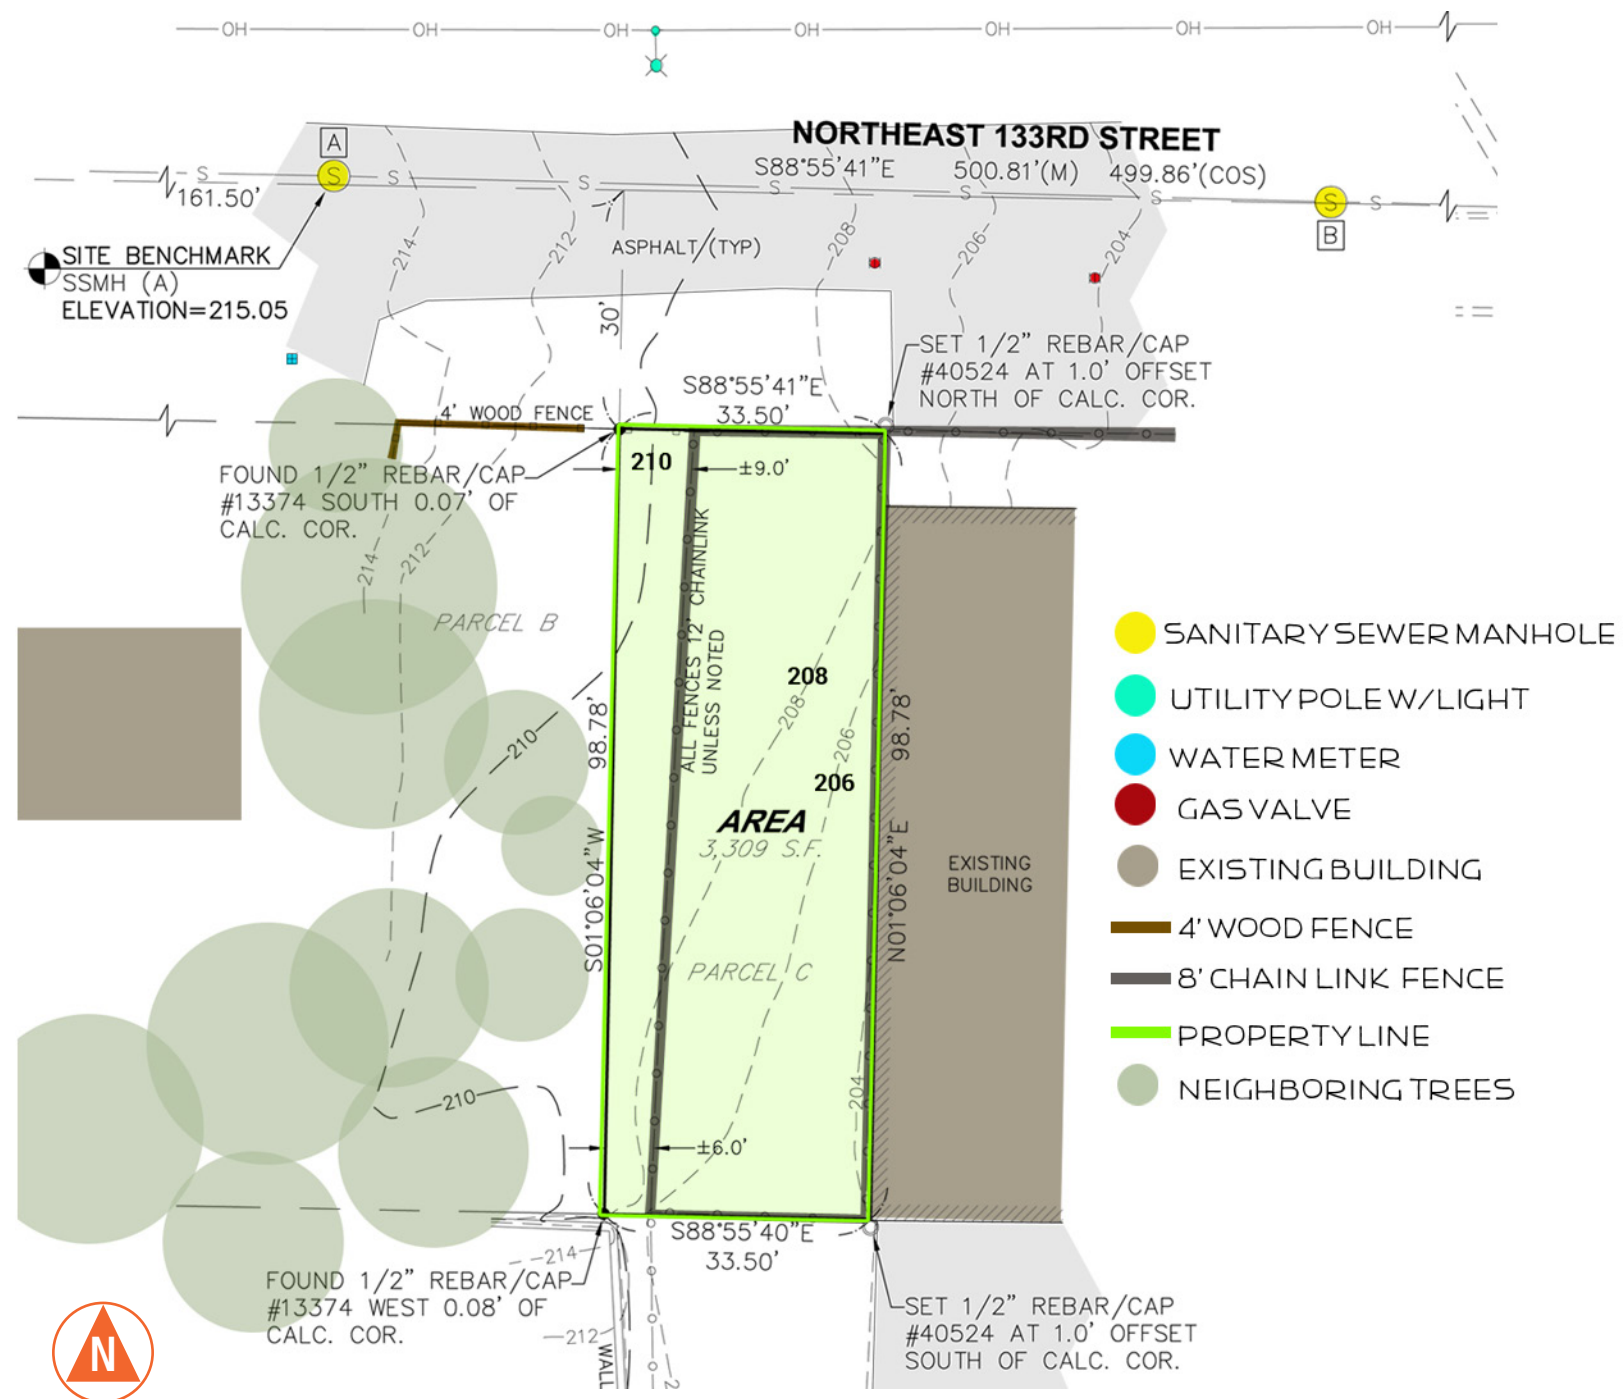 OH OH OH OH OH OH OH
A
NORTHEAST 133RD STREET
S88°55'41"E 500.81'(M) 499.86'(COS)
S S S S S S S S S
161.50'
B
SITE BENCHMARK
SSMH (A)
ELEVATION=215.05
214
212
ASPHALT (TYP)
208
206
204
30'
SET 1/2" REBAR/CAP
#40524 AT 1.0' OFFSET
NORTH OF CALC. COR.
S88°55'41"E
33.50'
4' WOOD FENCE
FOUND 1/2" REBAR/CAP
#13374 SOUTH 0.07' OF
CALC. COR.
210
±9.0'
214
212
ALL FENCES 12' CHAINLINK
UNLESS NOTED
PARCEL B
210
98.78'
S01°06'04"W
208
208
206
206
98.78'
N01°06'04"E
AREA
3,309 S.F.
PARCEL C
EXISTING
BUILDING
SANITARY SEWER MANHOLE
UTILITY POLE W/LIGHT
WATER METER
GAS VALVE
EXISTING BUILDING
4' WOOD FENCE
8' CHAIN LINK FENCE
PROPERTY LINE
NEIGHBORING TREES
210
204
±6.0'
S88°55'40"E
33.50'
214
FOUND 1/2" REBAR/CAP
#13374 WEST 0.08' OF
CALC. COR.
212
WALL
SET 1/2" REBAR/CAP
#40524 AT 1.0' OFFSET
SOUTH OF CALC. COR.
N